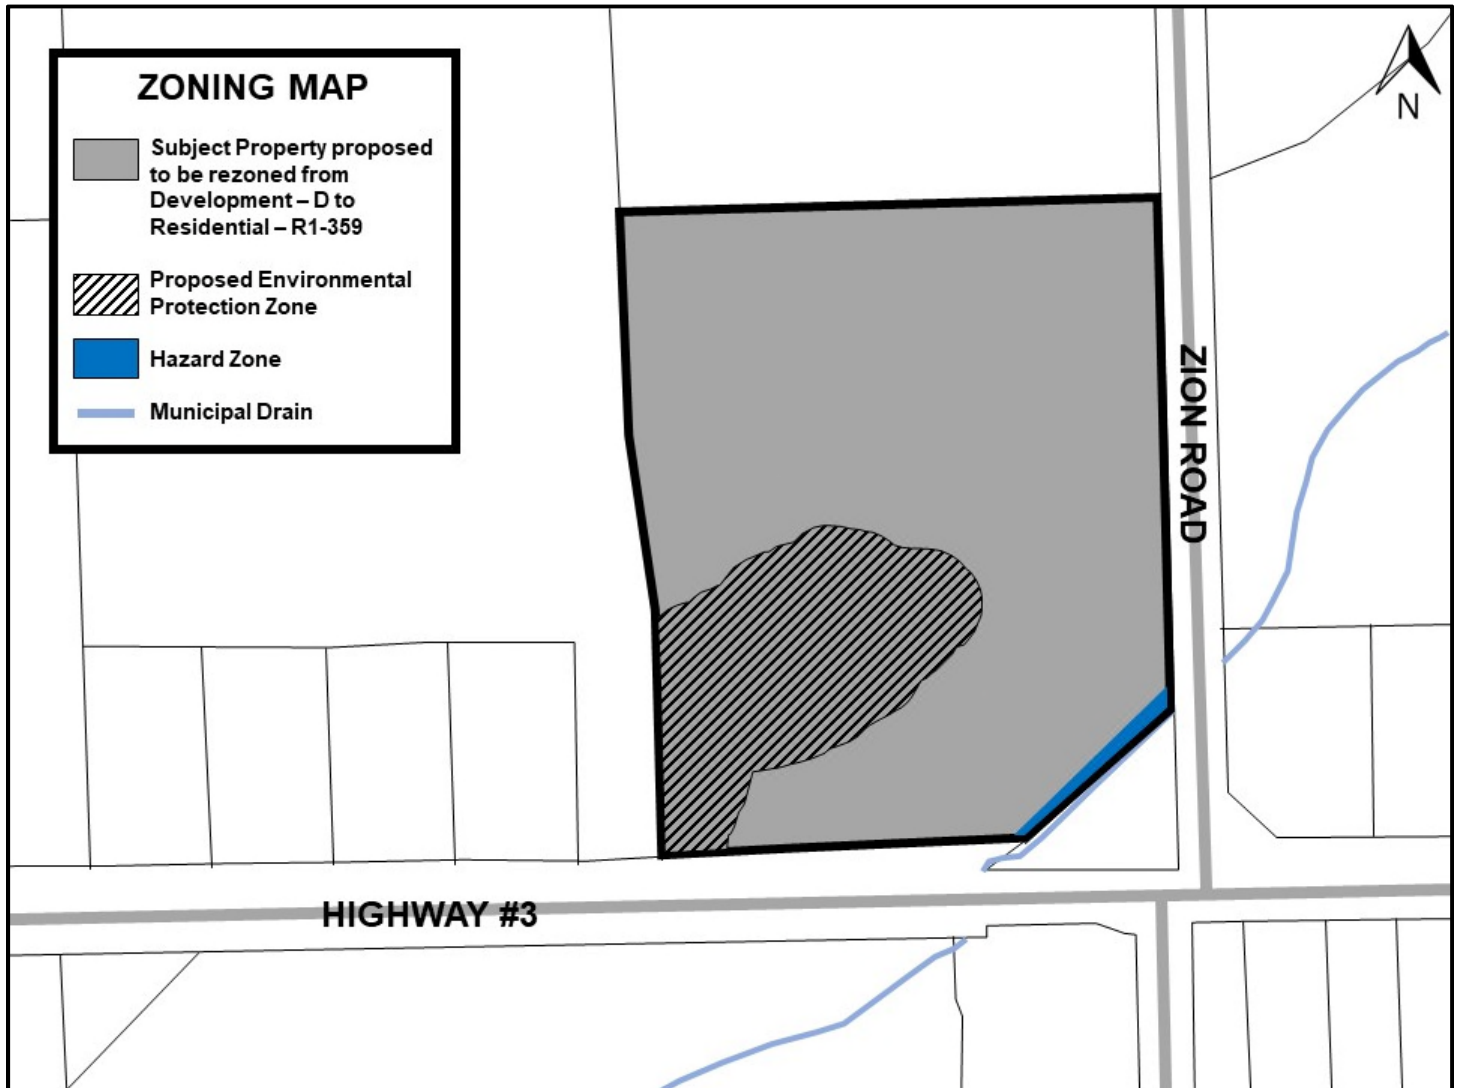 ZONING MAP
Subject Property proposed
to be rezoned from
Development – D to
Residential – R1-359
Proposed Environmental
Protection Zone
Hazard Zone
Municipal Drain
N
ZION ROAD
HIGHWAY #3